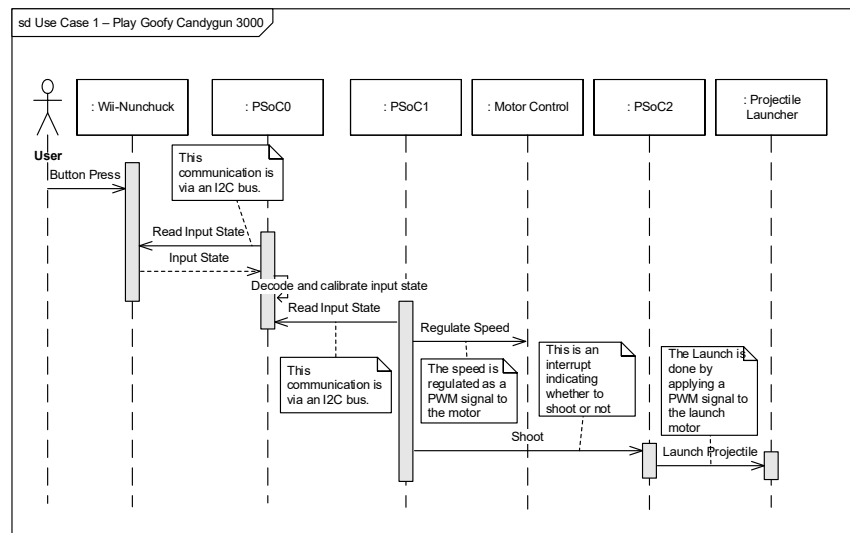 sd Use Case 1 – Play Goofy Candygun 3000
: Wii-Nunchuck
: PSoC0
: PSoC1
: Motor Control
: PSoC2
: Projectile
Launcher
User
This
communication is
via an I2C bus.
Button Press
Read Input State
Input State
Decode and calibrate input state
Read Input State
Regulate Speed
This
communication is
via an I2C bus.
The speed is
regulated as a
PWM signal to
the motor
This is an
interrupt
indicating
whether to
shoot or not
The Launch is
done by
applying a
PWM signal to
the launch
motor
Shoot
Launch Projectile